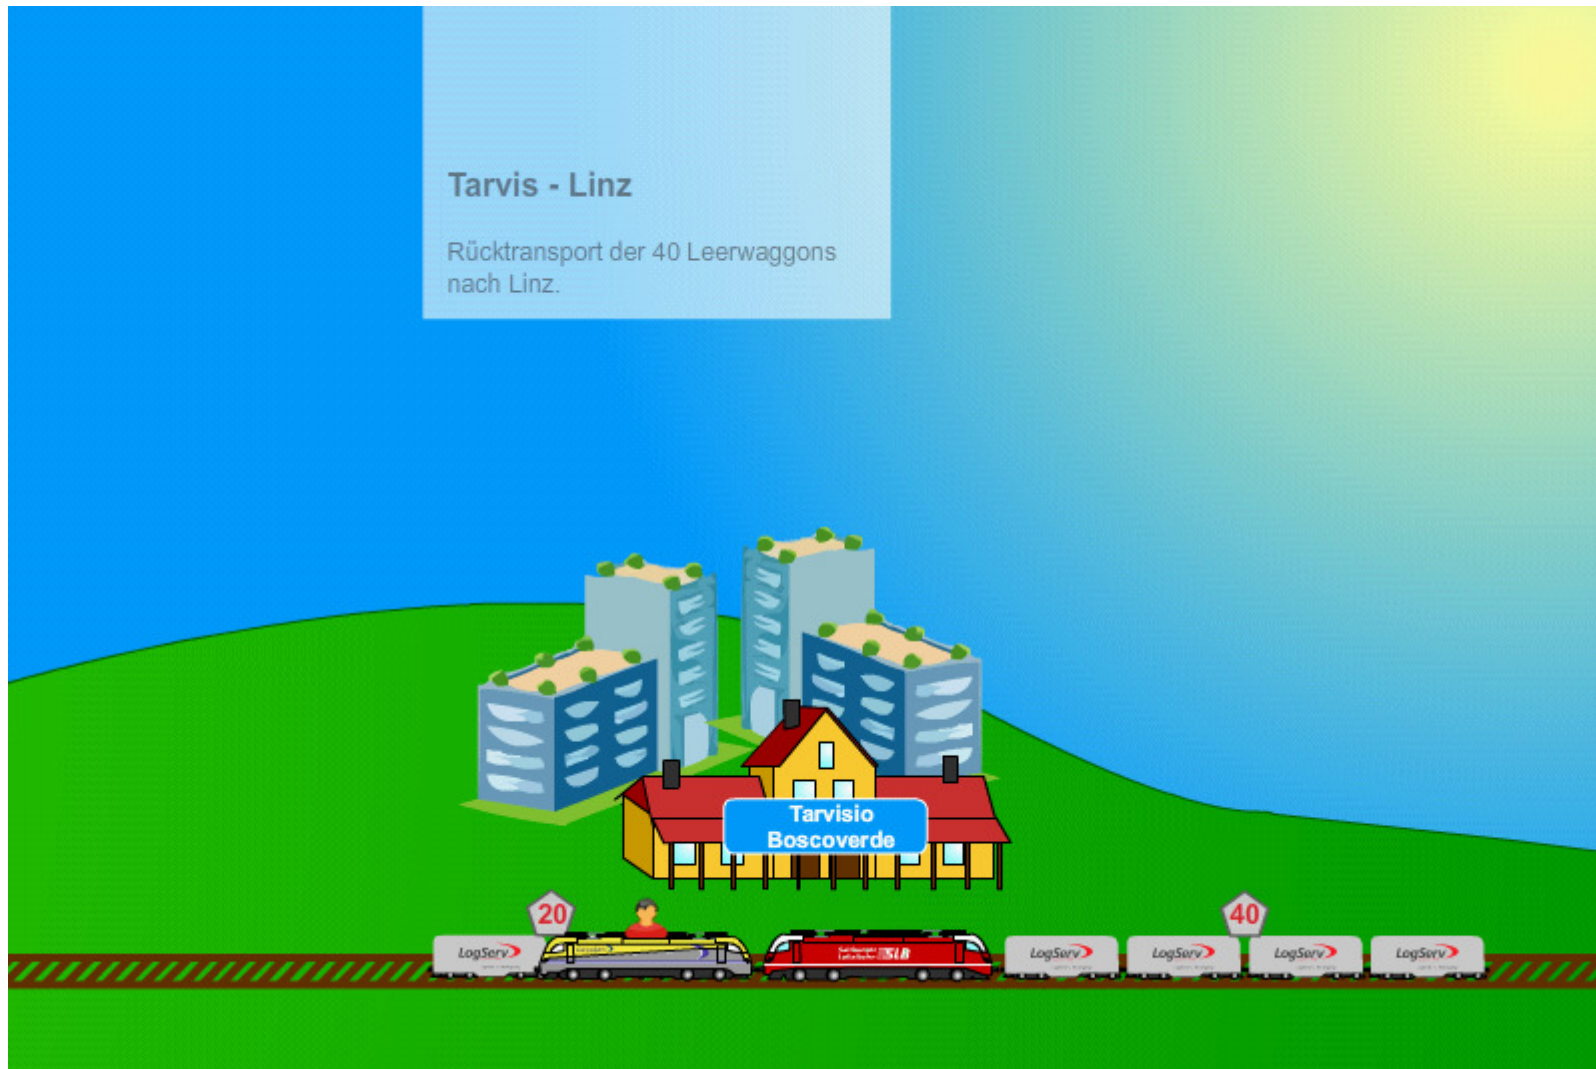 Tarvis - Linz
Rücktransport der 40 Leerwaggons
nach Linz.
Tarvisio
Boscoverde
20
40
LogServ
SLB
LogServ
LogServ
LogServ
LogServ